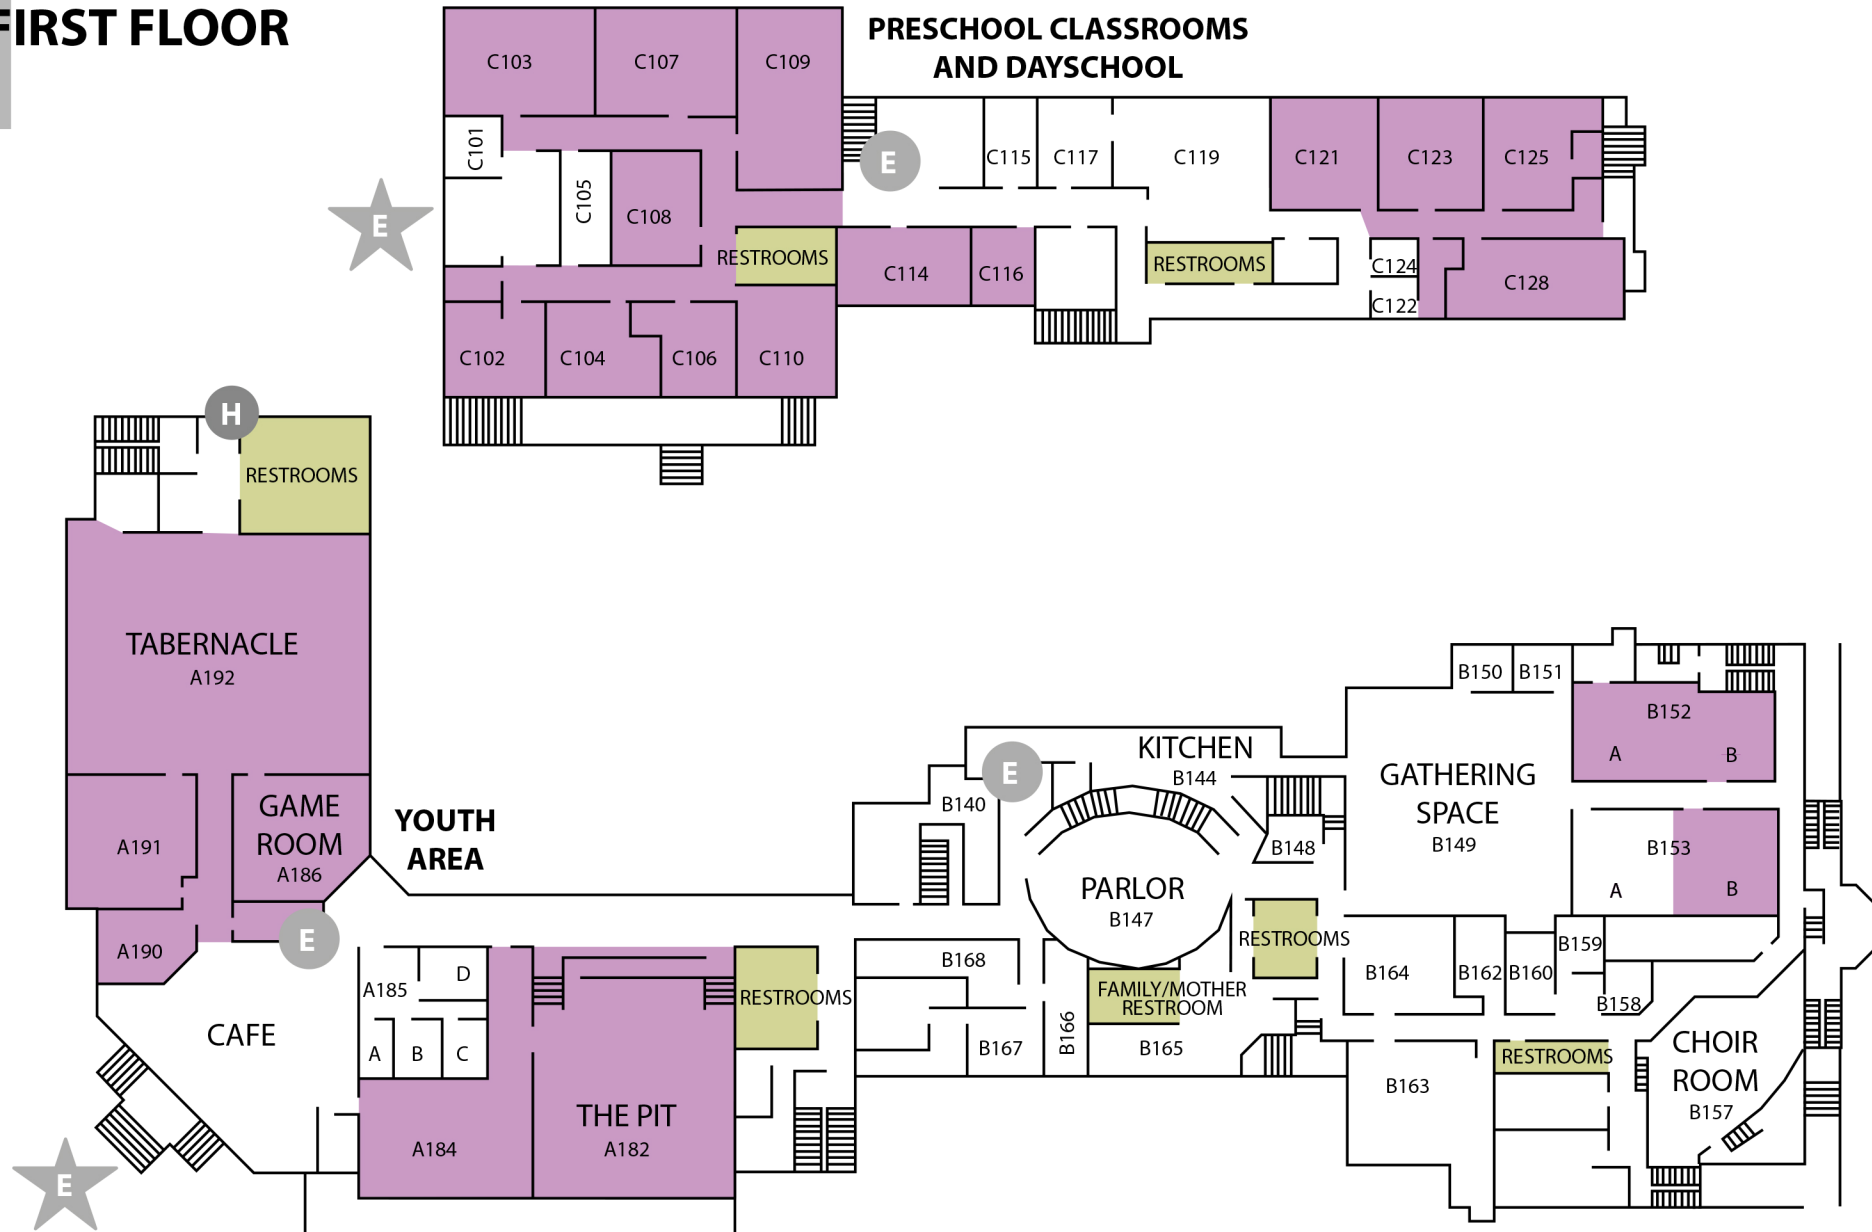 FIRST FLOOR
PRESCHOOL CLASSROOMS
AND DAYSCHOOL
C103
C107
C109
C101
C105
C108
E
E
C115
C117
C119
C121
C123
C125
RESTROOMS
C114
C116
RESTROOMS
C124
C122
C128
C102
C104
C106
C110
H
RESTROOMS
TABERNACLE
A192
A191
GAME
ROOM
A186
YOUTH
AREA
A190
E
CAFE
A185
D
A
B
C
RESTROOMS
THE PIT
A182
A184
E
KITCHEN
B144
E
B140
B148
PARLOR
B147
GATHERING
SPACE
B149
B150
B151
B152
A
B
B153
A
B
RESTROOMS
B168
FAMILY/MOTHER
RESTROOM
B167
B166
B165
B164
B162
B160
B159
B158
B163
RESTROOMS
CHOIR
ROOM
B157